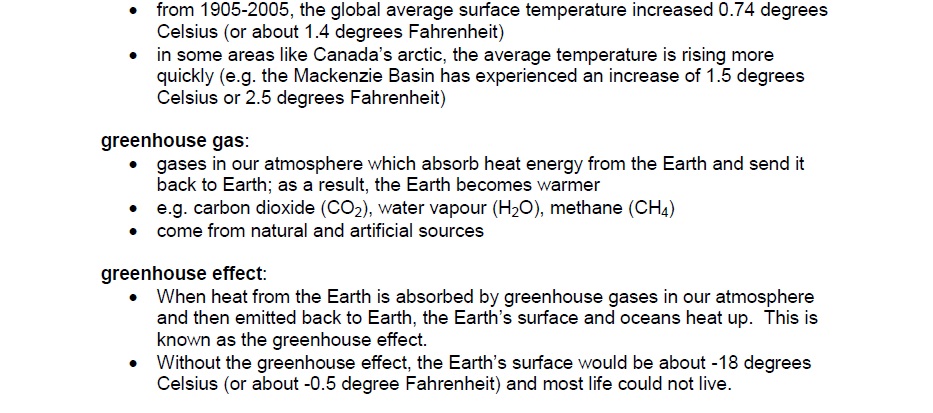 • from 1905-2005, the global average surface temperature increased 0.74 degrees
Celsius (or about 1.4 degrees Fahrenheit)
• in some areas like Canada's arctic, the average temperature is rising more
quickly (e.g. the Mackenzie Basin has experienced an increase of 1.5 degrees
Celsius or 2.5 degrees Fahrenheit)
greenhouse gas:
• gases in our atmosphere which absorb heat energy from the Earth and send it
back to Earth; as a result, the Earth becomes warmer
• e.g. carbon dioxide (CO₂), water vapour (H₂O), methane (CH₄)
• come from natural and artificial sources
greenhouse effect:
• When heat from the Earth is absorbed by greenhouse gases in our atmosphere
and then emitted back to Earth, the Earth's surface and oceans heat up.  This is
known as the greenhouse effect.
• Without the greenhouse effect, the Earth's surface would be about -18 degrees
Celsius (or about -0.5 degree Fahrenheit) and most life could not live.